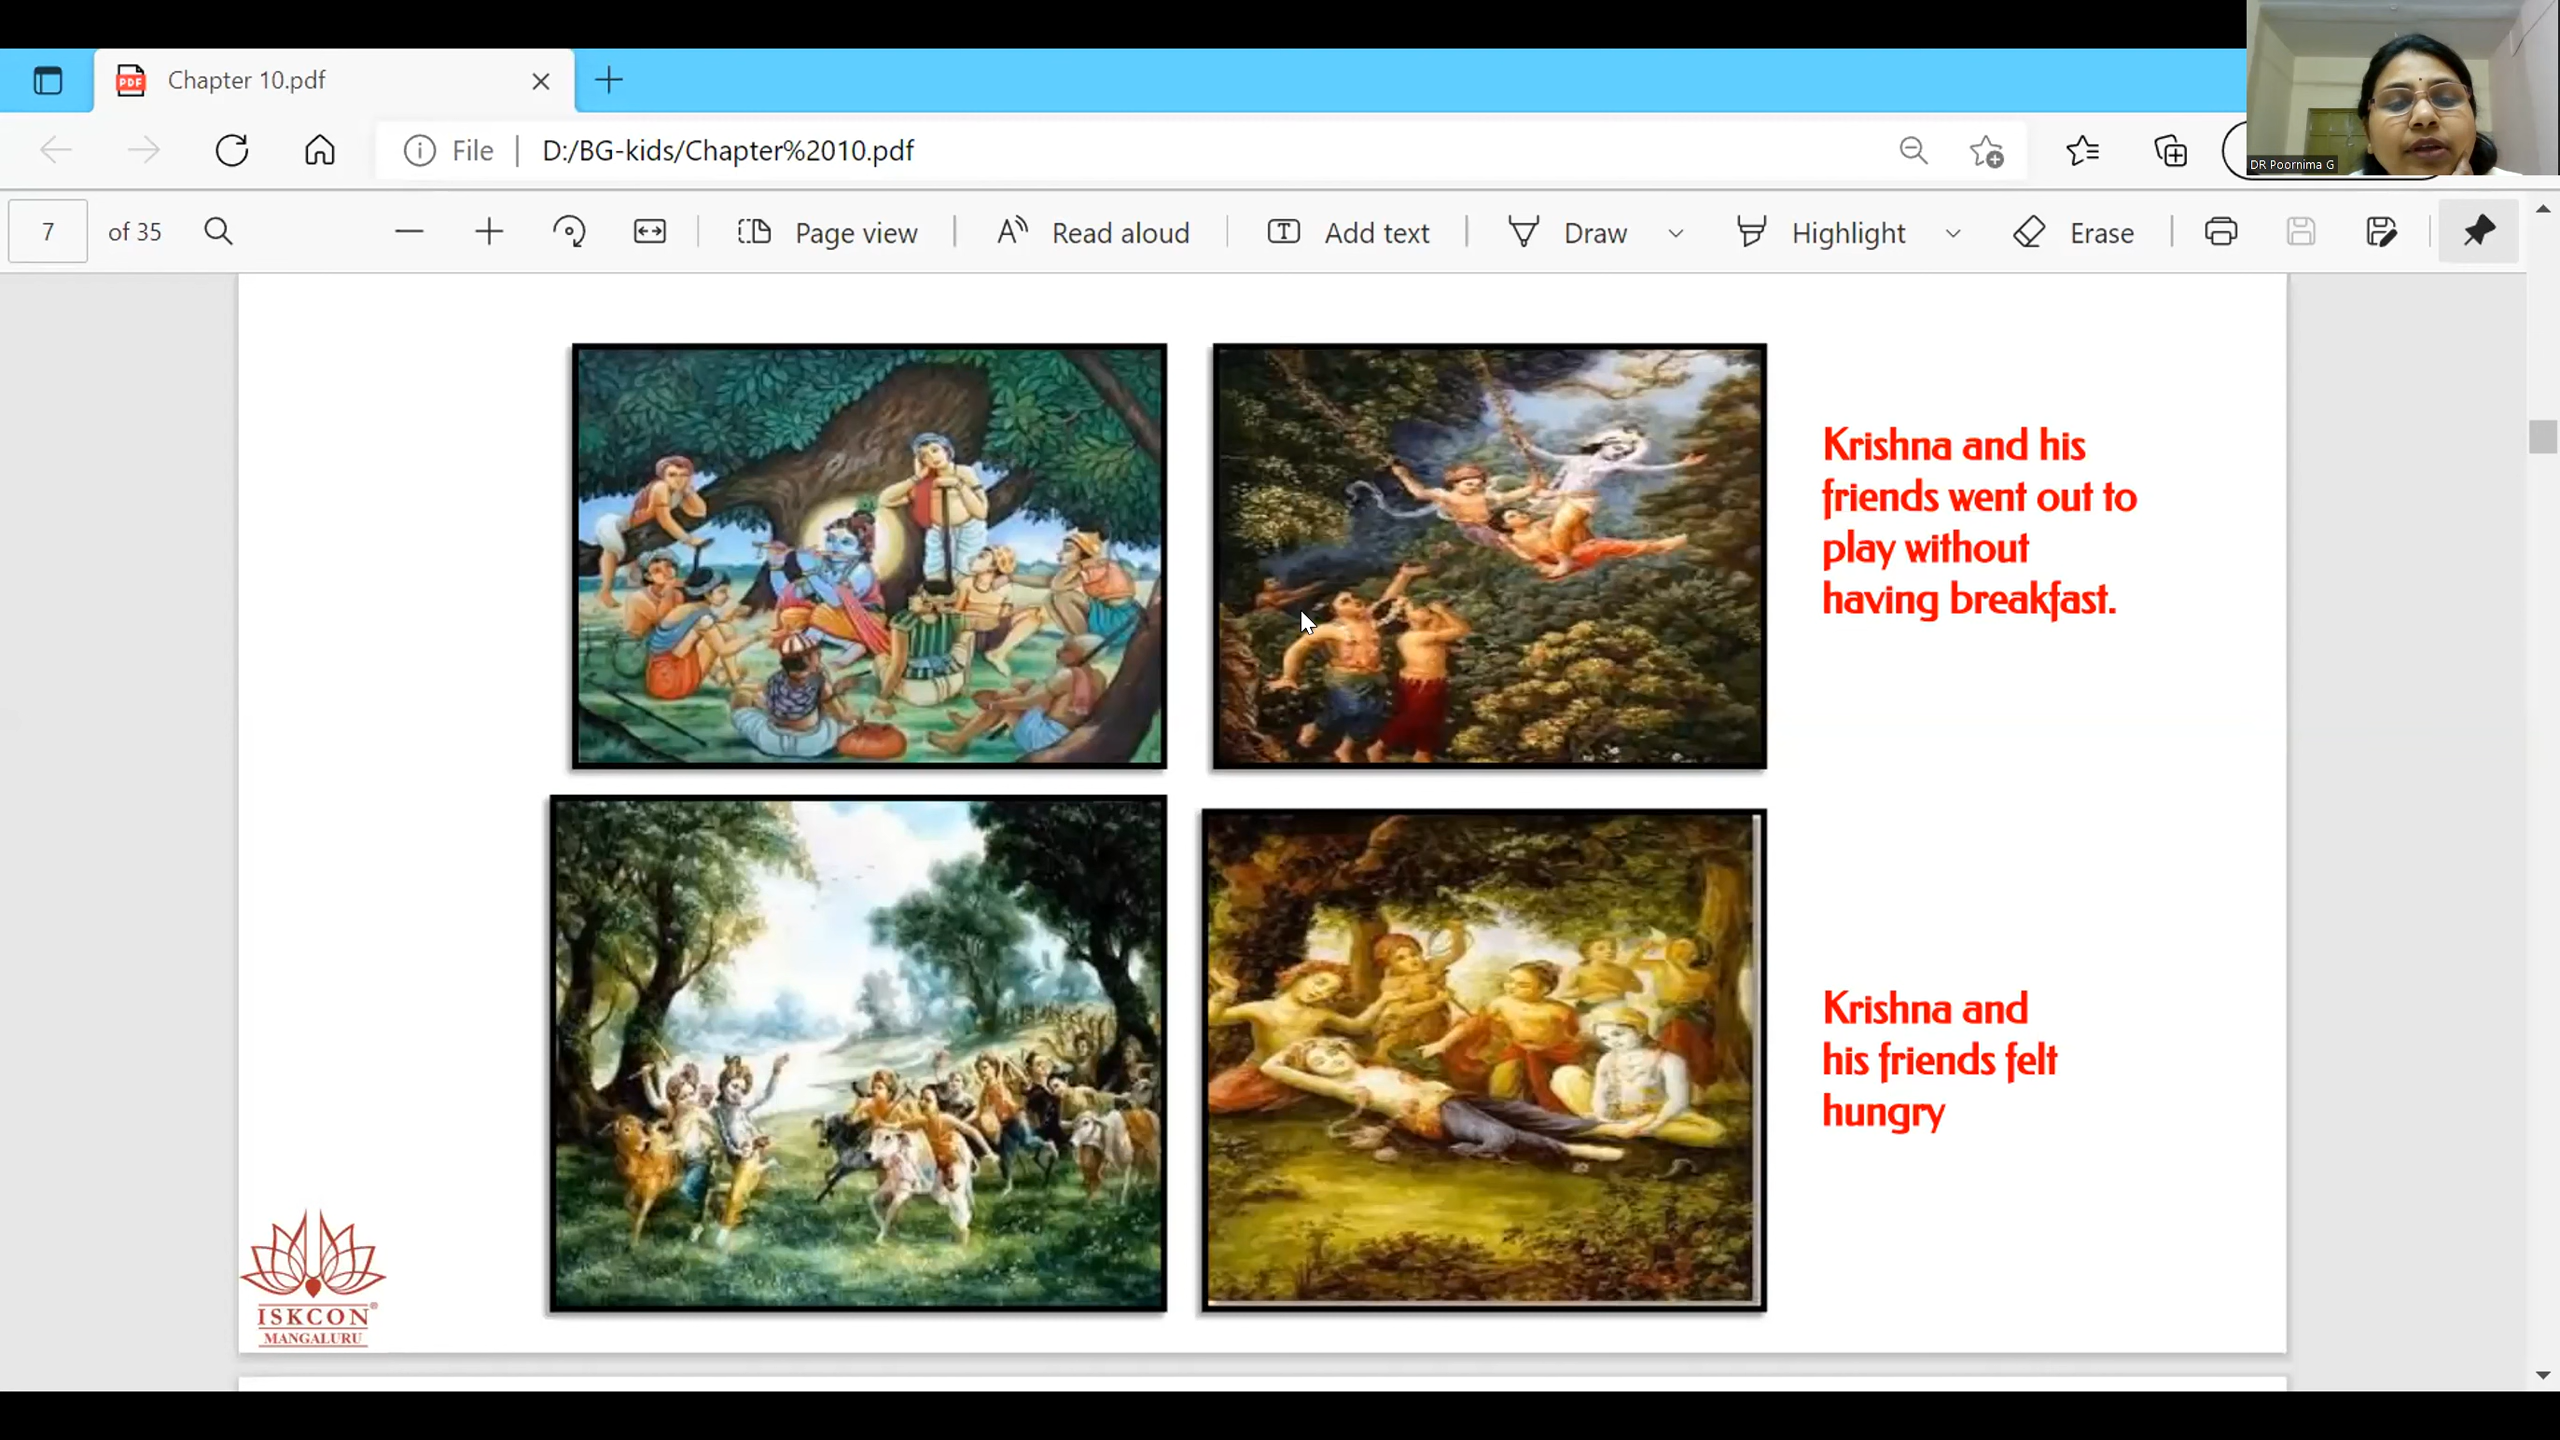 Chapter 10.pdf
File | D:/BG-kids/Chapter%2010.pdf
DR Poornima G
7 of 35
Page view
Read aloud
Add text
Draw
Highlight
Erase
Krishna and his
friends went out to
play without
having breakfast.
Krishna and
his friends felt
hungry
ISKCON®
MANGALURU